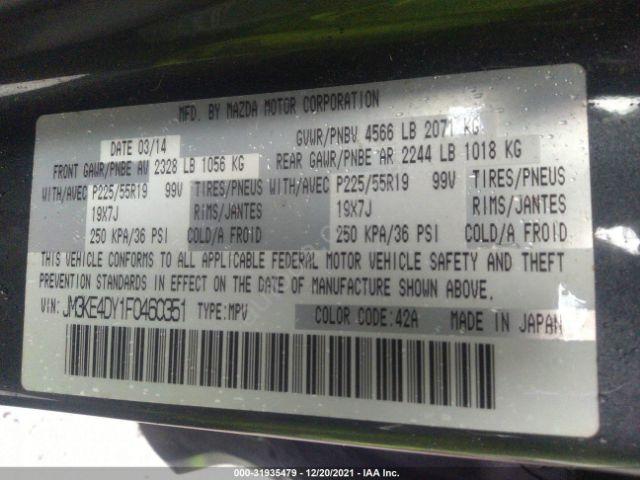 MFD. BY MAZDA MOTOR CORPORATION
DATE 03/14 GVWR/PNBV 4566 LB 2071 KG
FRONT GAWR/PNBE AV 2328 LB 1056 KG REAR GAWR/PNBE AR 2244 LB 1018 KG
WITH/AVEC P225/55R19 99V TIRES/PNEUS WITH/AVEC P225/55R19 99V TIRES/PNEUS
19X7J RIMS/JANTES 19X7J RIMS/JANTES
250 KPA/36 PSI COLD/A FROID 250 KPA/36 PSI COLD/A FROID
THIS VEHICLE CONFORMS TO ALL APPLICABLE FEDERAL MOTOR VEHICLE SAFETY AND THEFT
PREVENTION STANDARDS IN EFFECT ON THE DATE OF MANUFACTURE SHOWN ABOVE.
VIN: JM3KE4DY1F0460351 TYPE:MPV COLOR CODE:42A MADE IN JAPAN
000-31935479 - 12/20/2021 - IAA Inc.